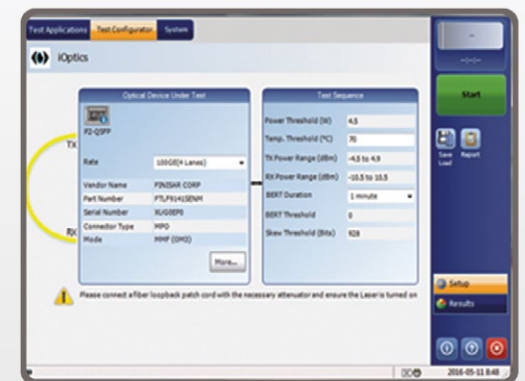 Test Applications Test Configurator System
iOptics
Optical Device Under Test
P2-QSFP
TX
Rate 100GE(4 Lanes)
Vendor Name FINISAR CORP
Part Number FTLF9141SENM
Serial Number XUG0EP0
Connector Type MPO
RX
Mode MMF (OM3)
More...
Test Sequence
Power Threshold (W) 4.5
Temp. Threshold (°C) 70
TX Power Range (dBm) -4.5 to 4.9
RX Power Range (dBm) -10.5 to 10.5
BERT Duration 1 minute
BERT Threshold 0
Skew Threshold (Bits) 928
Please connect a fiber loopback patch cord with the necessary attenuator and ensure the Laser is turned on
--
--:--:--
Start
Save
Load
Report
Setup
Results
2016-05-11 8:48